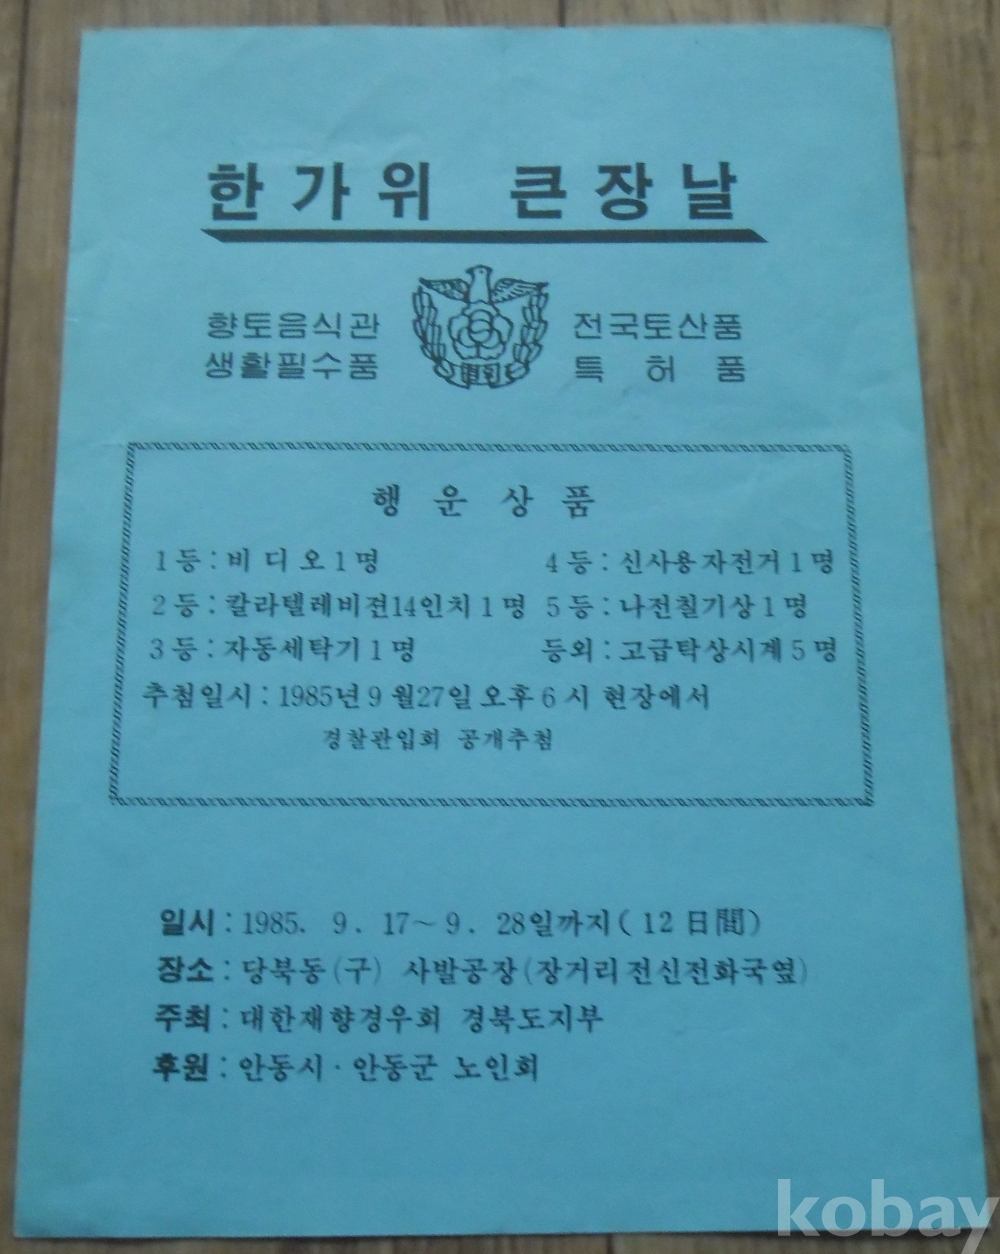 한가위 큰장날
향토음식관 전국토산품
생활필수품 특허품
행운상품
1등:비디오1명 4등:신사용자전거1명
2등:칼라텔레비젼14인치1명 5등:나전칠기상1명
3등:자동세탁기1명 등외:고급탁상시계5명
추첨일시:1985년9월27일오후6시 현장에서
경찰관입회 공개추첨
일시:1985. 9. 17~9. 28일까지(12日間)
장소:당북동(구) 사발공장(장거리전신전화국옆)
주최:대한재향경우회 경북도지부
후원:안동시·안동군 노인회
kobay